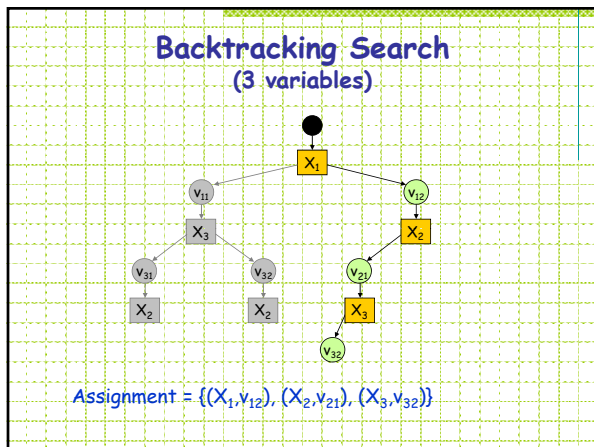 Backtracking Search
(3 variables)
X₁
v₁₁
v₁₂
X₃
X₂
v₃₁
v₃₂
v₂₁
X₂
X₂
X₃
v₃₂
Assignment = {(X₁,v₁₂), (X₂,v₂₁), (X₃,v₃₂)}